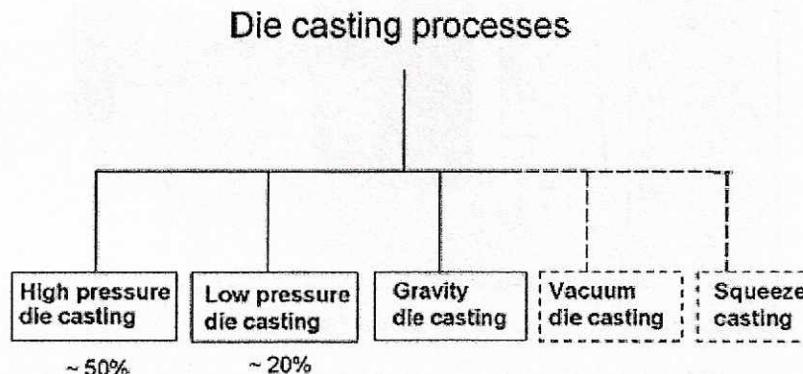 Die casting processes
High pressure
die casting
Low pressure
die casting
Gravity
die casting
Vacuum
die casting
Squeeze
casting
~ 50%
~ 20%